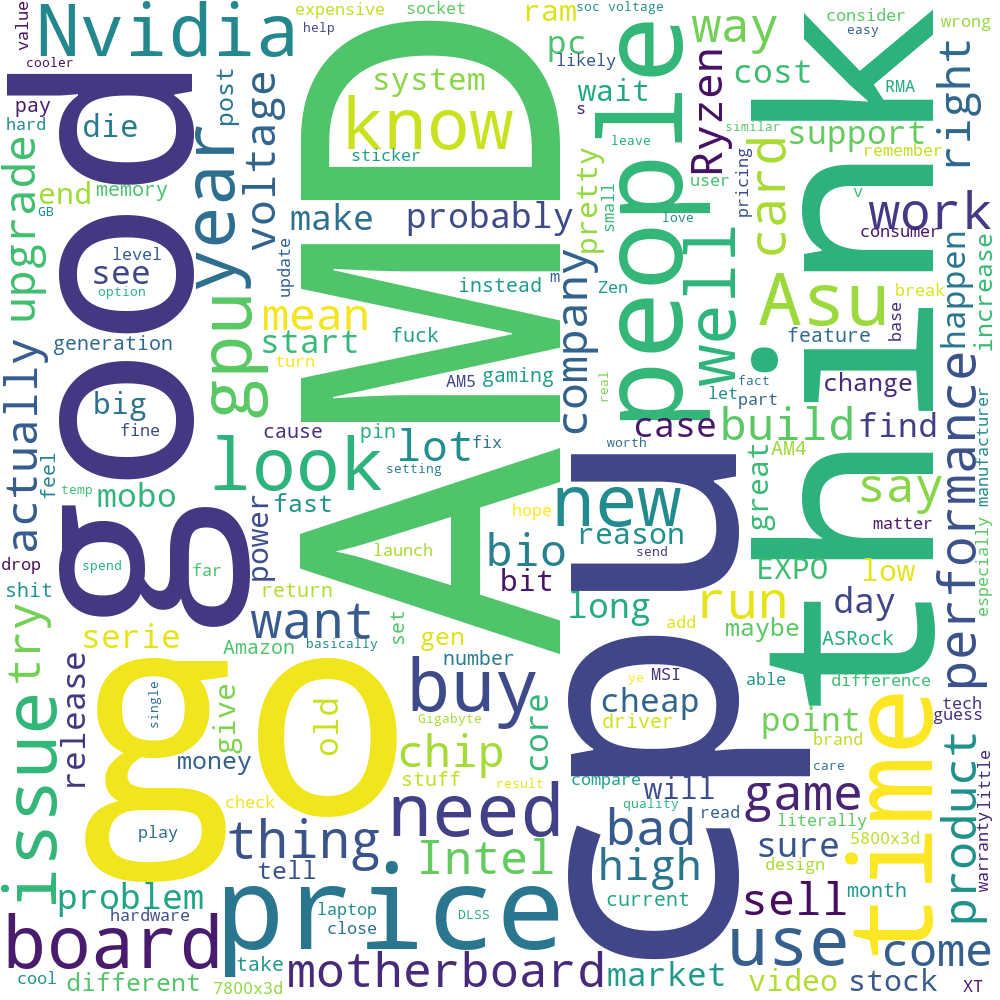 value
Nvidia
expensive
socket
soc voltage
help
ram
pc
way
consider
easy
wrong
cooler
pay
hard
die
post
voltage
system
know
sticker
likely
wait
s
people
Ryzen
cost
card
support
RMA
remember
right
think
good
year
AMD
end
memory
GB
upgrade
make
probably
pretty
small
leave
user
similar
pricing
love
v
work
consumer
see
level
option
gpu
update
mean
start
instead
m
Zen
company
well
Asu
break
increase
happen
generation
turn
fuck
AM5
gaming
real
fact
let
part
feature
base
change
actually
big
fine
cause
pin
lot
fix
case
build
find
performance
look
setting
worth
AM4
great
say
manufacturer
especially
feel
temp
mobo
fast
new
hope
reason
send
matter
drop
shit
spend
far
power
launch
bio
bit
cpu
EXPO
low
return
long
run
day
try
serie
want
Amazon
basically
set
gen
number
add
maybe
ASRock
issue
release
go
single
give
old
buy
Gigabyte
core
ye
MSI
cheap
driver
able
difference
point
time
tech
guess
money
chip
stuff
result
compare
brand
care
product
little
warranty
check
play
thing
need
will
quality
read
game
literally
5800x3d
tell
Intel
bad
high
sure
design
problem
hardware
price
laptop
close
DLSS
current
sell
month
board
use
come
cool
different
7800x3d
take
motherboard
market
video
stock
XT